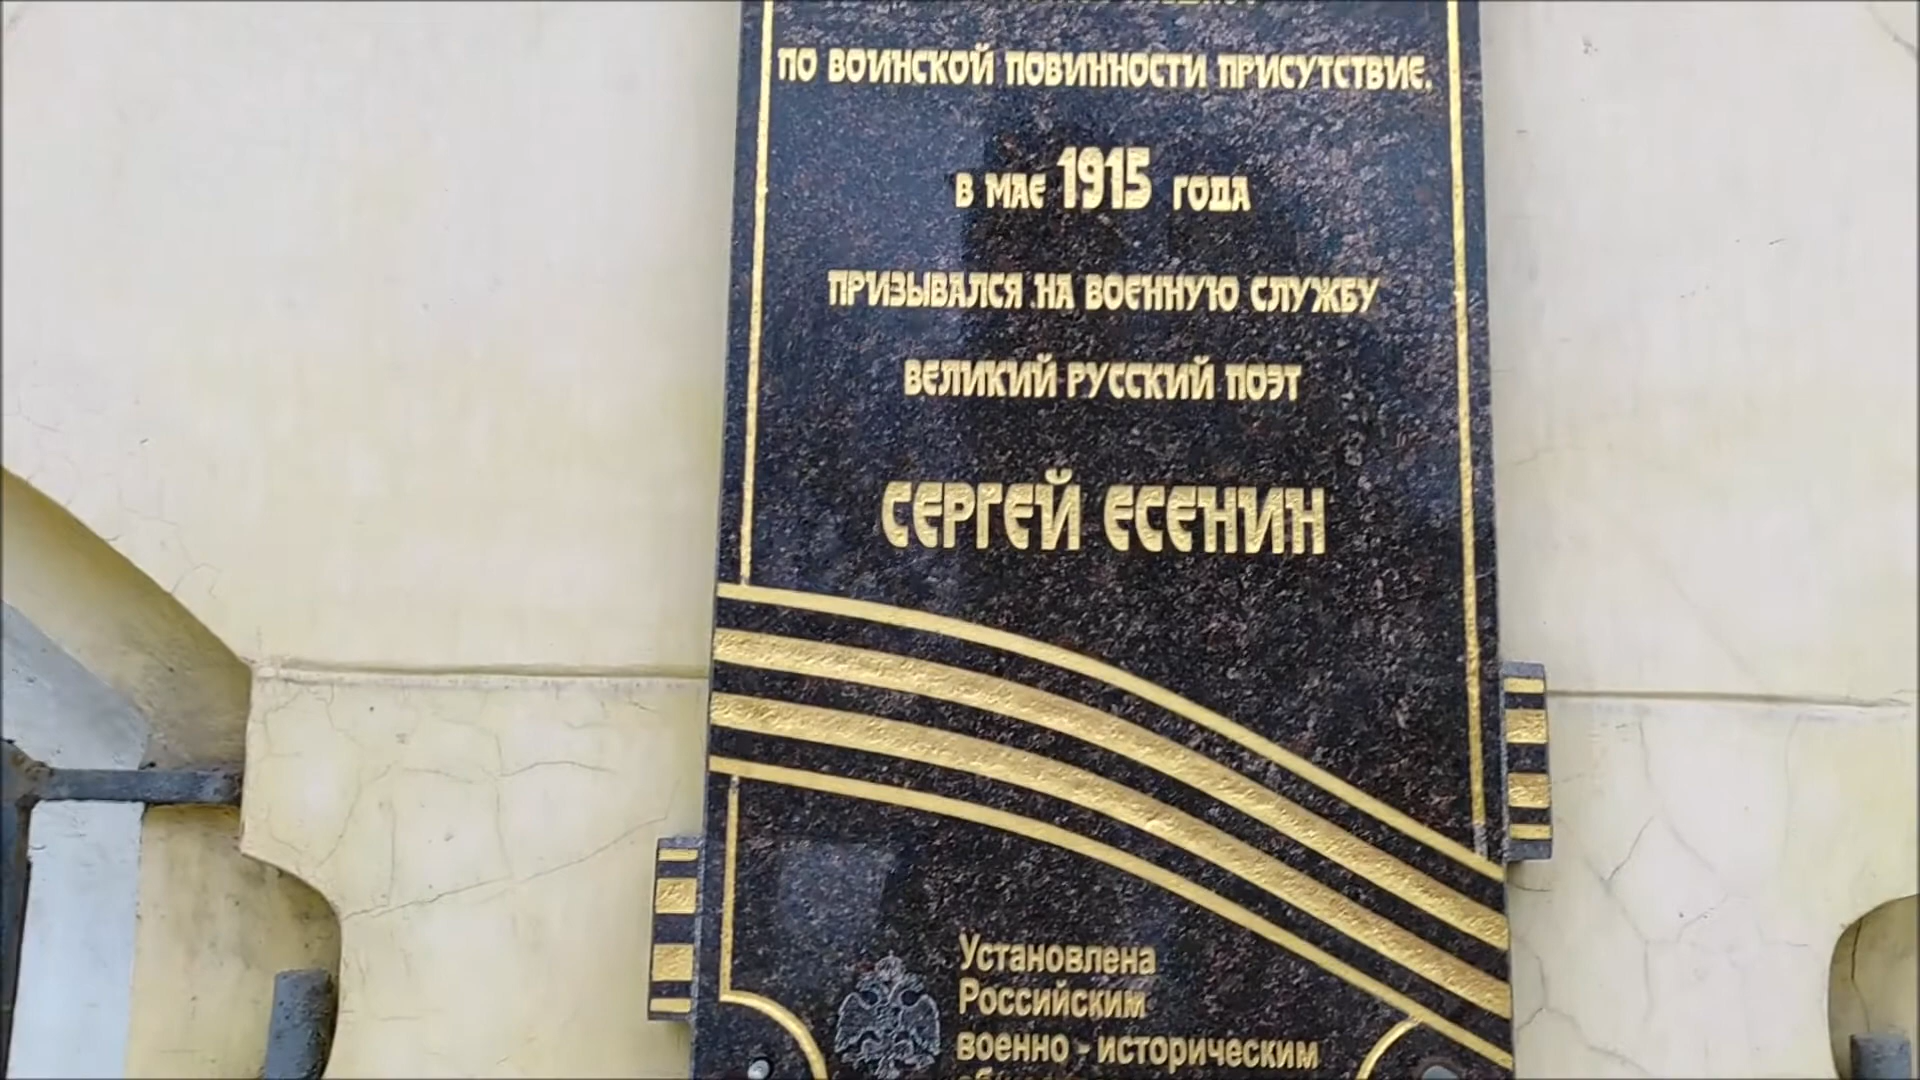 ПО ВОИНСКОЙ ПОВИННОСТИ ПРИСУТСТВИЕ.
В МАЕ 1915 ГОДА
ПРИЗЫВАЛСЯ НА ВОЕННУЮ СЛУЖБУ
ВЕЛИКИЙ РУССКИЙ ПОЭТ
СЕРГЕЙ ЕСЕНИН
Установлена
Российским
военно - историческим